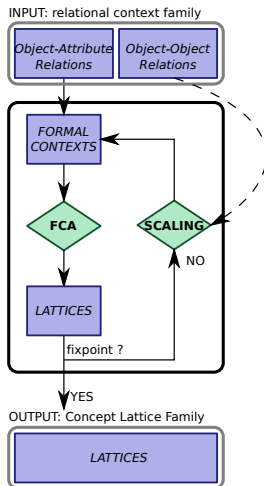 INPUT: relational context family
Object-Attribute
Relations
Object-Object
Relations
FORMAL
CONTEXTS
FCA
SCALING
NO
LATTICES
fixpoint ?
YES
OUTPUT: Concept Lattice Family
LATTICES